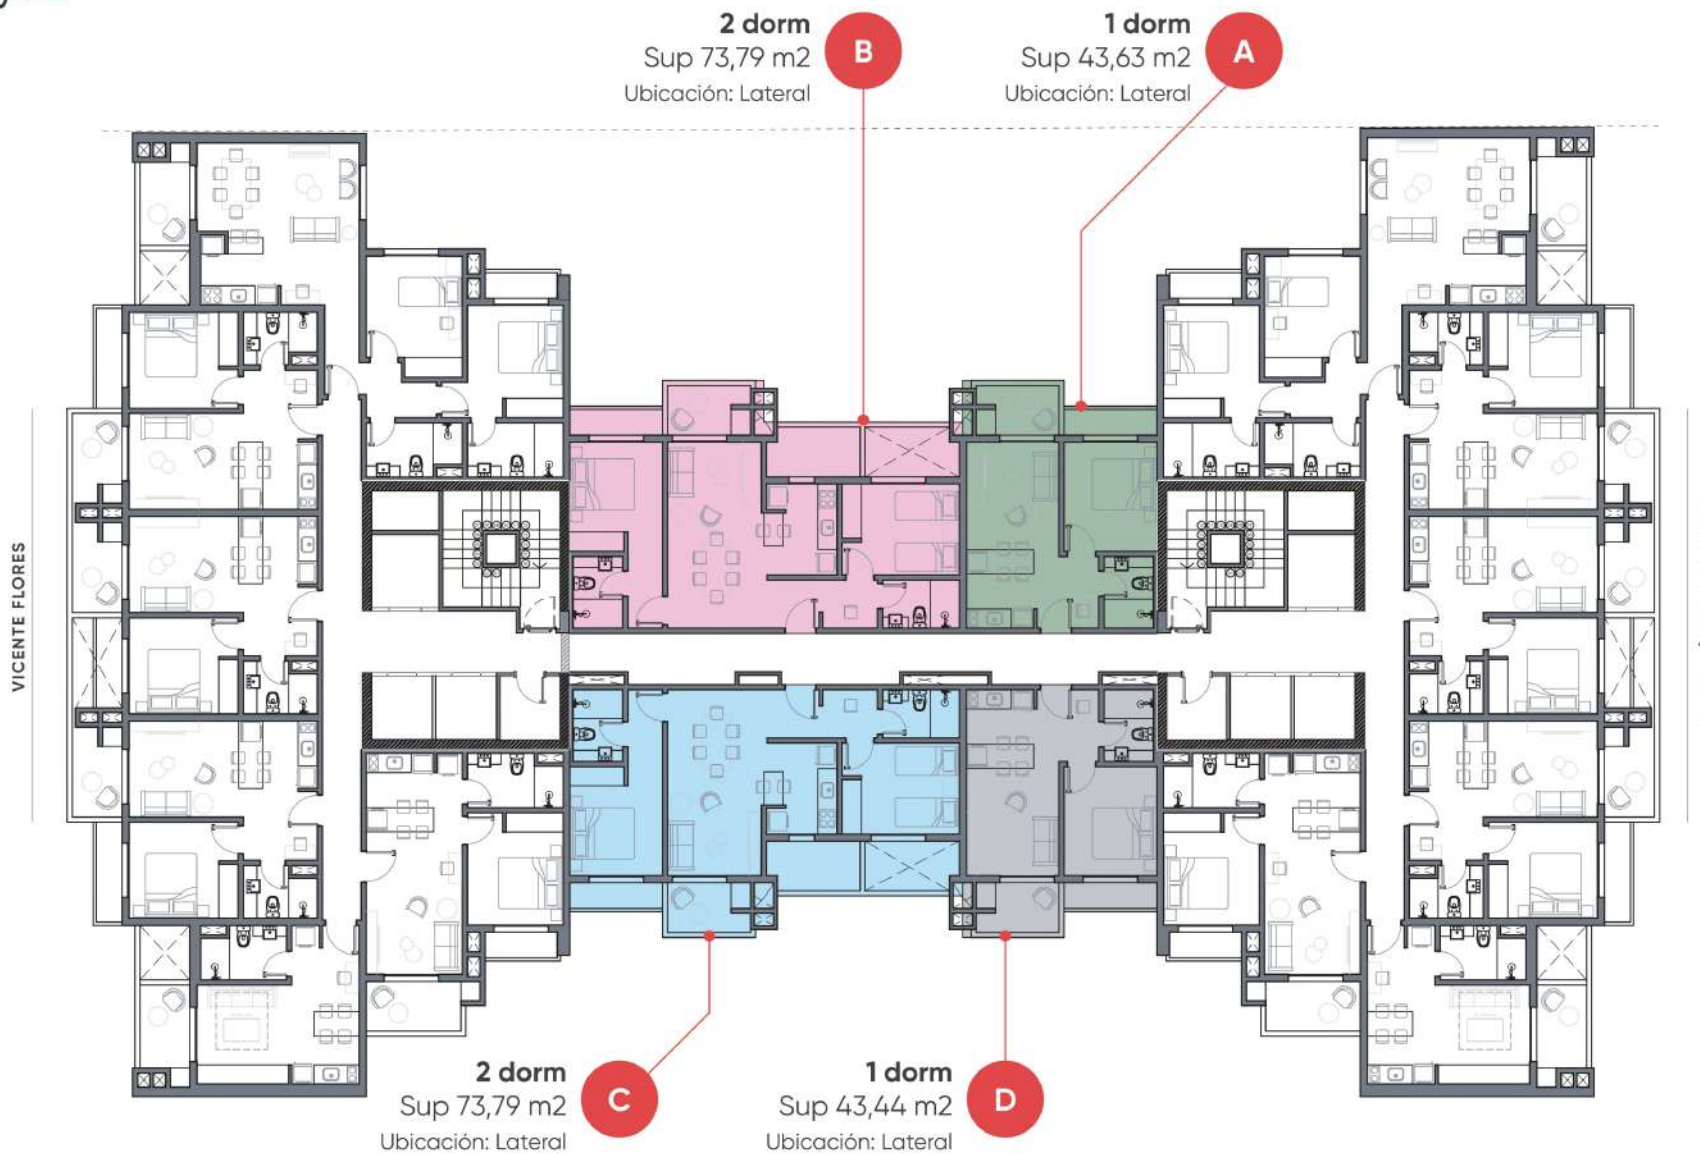 2 dorm
Sup 73,79 m2
Ubicación: Lateral
B
1 dorm
Sup 43,63 m2
Ubicación: Lateral
A
VICENTE FLORES
2 dorm
Sup 73,79 m2
Ubicación: Lateral
C
1 dorm
Sup 43,44 m2
Ubicación: Lateral
D